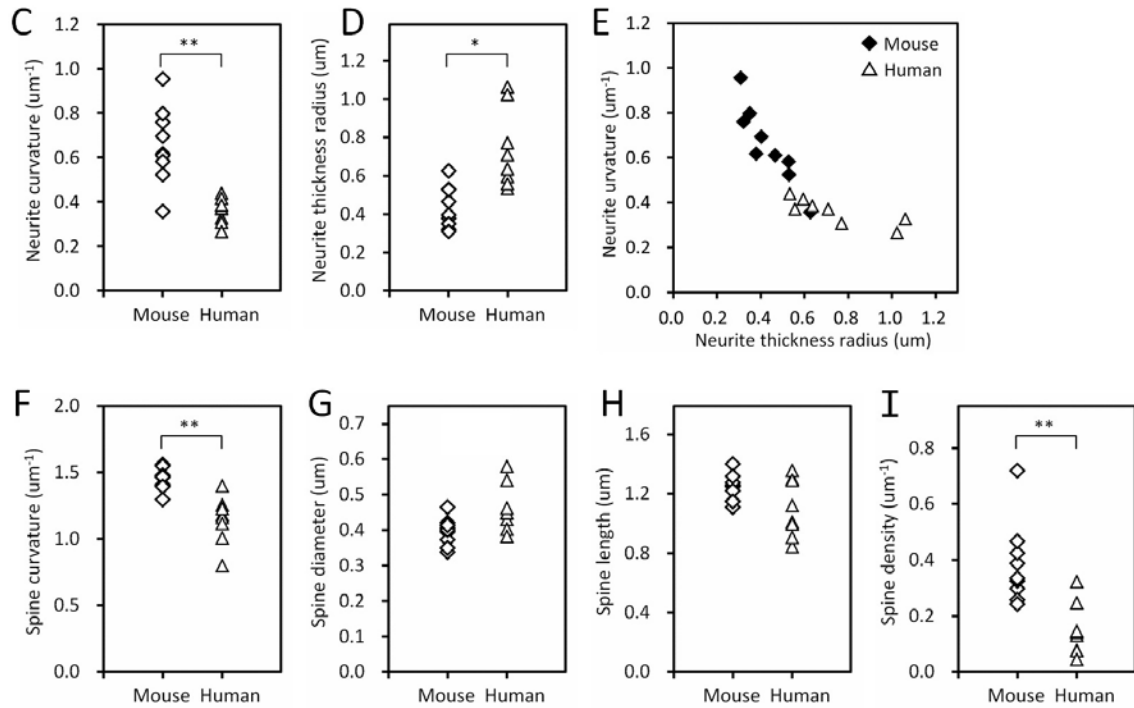 C
Neurite curvature (um-1)
1.2
1.0
0.8
0.6
0.4
0.2
0.0
**
Mouse Human
D
Neurite thickness radius (um)
1.2
1.0
0.8
0.6
0.4
0.2
0.0
*
Mouse Human
E
Neurite urvature (um-1)
1.2
1.0
0.8
0.6
0.4
0.2
0.0
Mouse
Human
0.0 0.2 0.4 0.6 0.8 1.0 1.2
Neurite thickness radius (um)
F
Spine curvature (um-1)
2.0
1.5
1.0
0.5
0.0
**
Mouse Human
G
Spine diameter (um)
0.7
0.6
0.5
0.4
0.3
0.2
0.1
0.0
Mouse Human
H
Spine length (um)
1.6
1.2
0.8
0.4
0.0
Mouse Human
I
Spine density (um-1)
0.8
0.6
0.4
0.2
0.0
**
Mouse Human